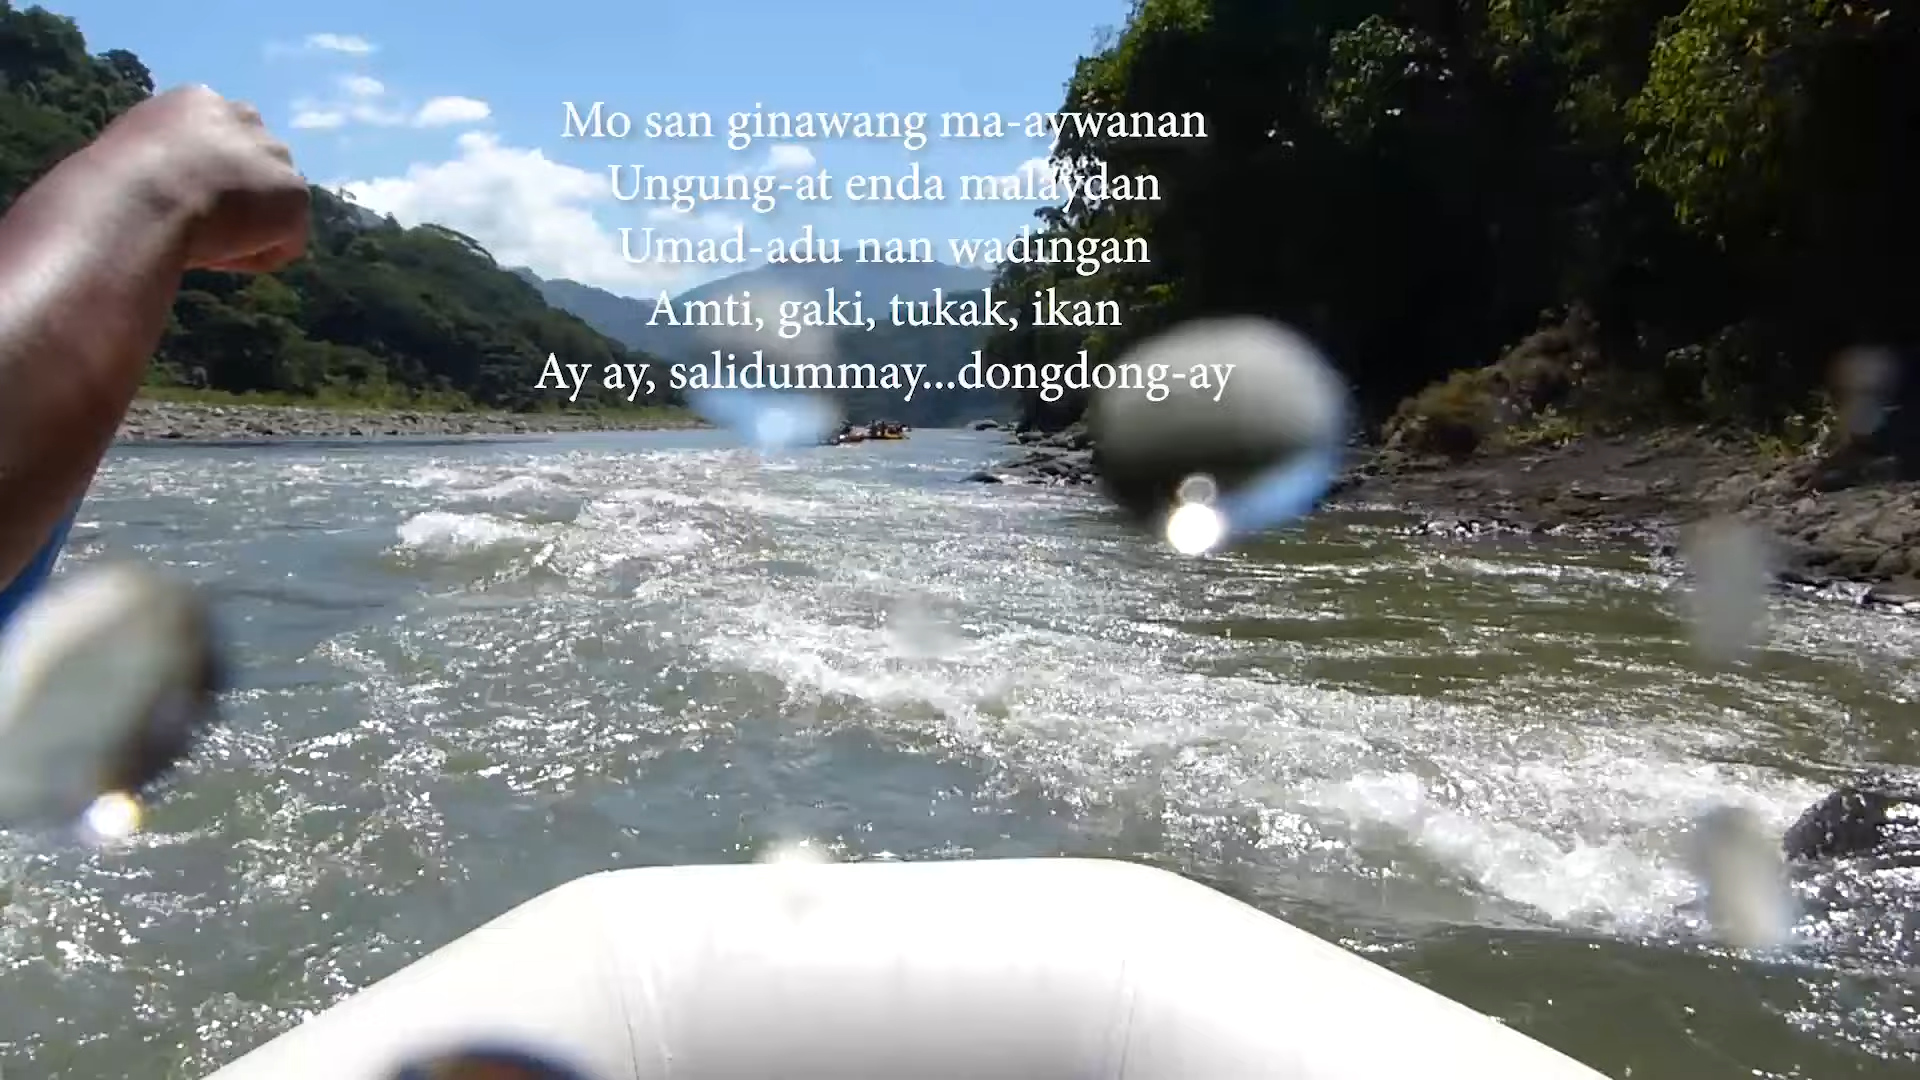 Mo san ginawang ma-aywanan
Ungung-at enda malaydan
Umad-adu nan wadingan
Amti, gaki, tukak, ikan
Ay ay, salidummay...dongdong-ay